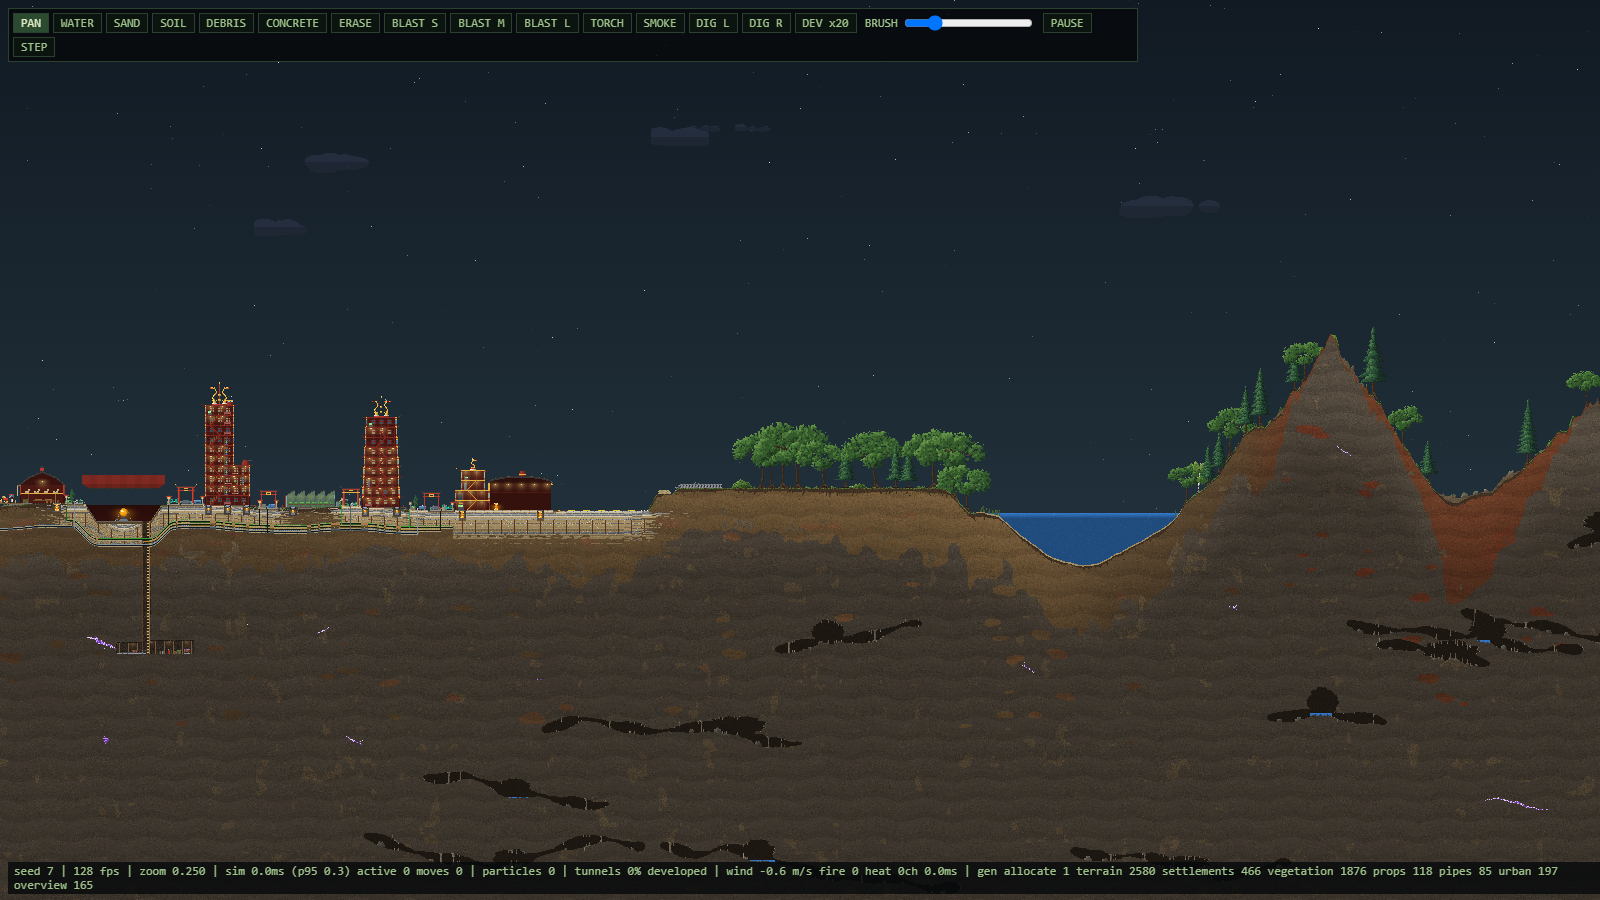 PAN WATER SAND SOIL DEBRIS CONCRETE ERASE BLAST S BLAST M BLAST L TORCH SMOKE DIG L DIG R DEV x20 BRUSH PAUSE
STEP
seed 7 | 128 fps | zoom 0.250 | sim 0.0ms (p95 0.3) active 0 moves 0 | particles 0 | tunnels 0% developed | wind -0.6 m/s fire 0 heat 0ch 0.0ms | gen allocate 1 terrain 2580 settlements 466 vegetation 1876 props 118 pipes 85 urban 197
overview 165